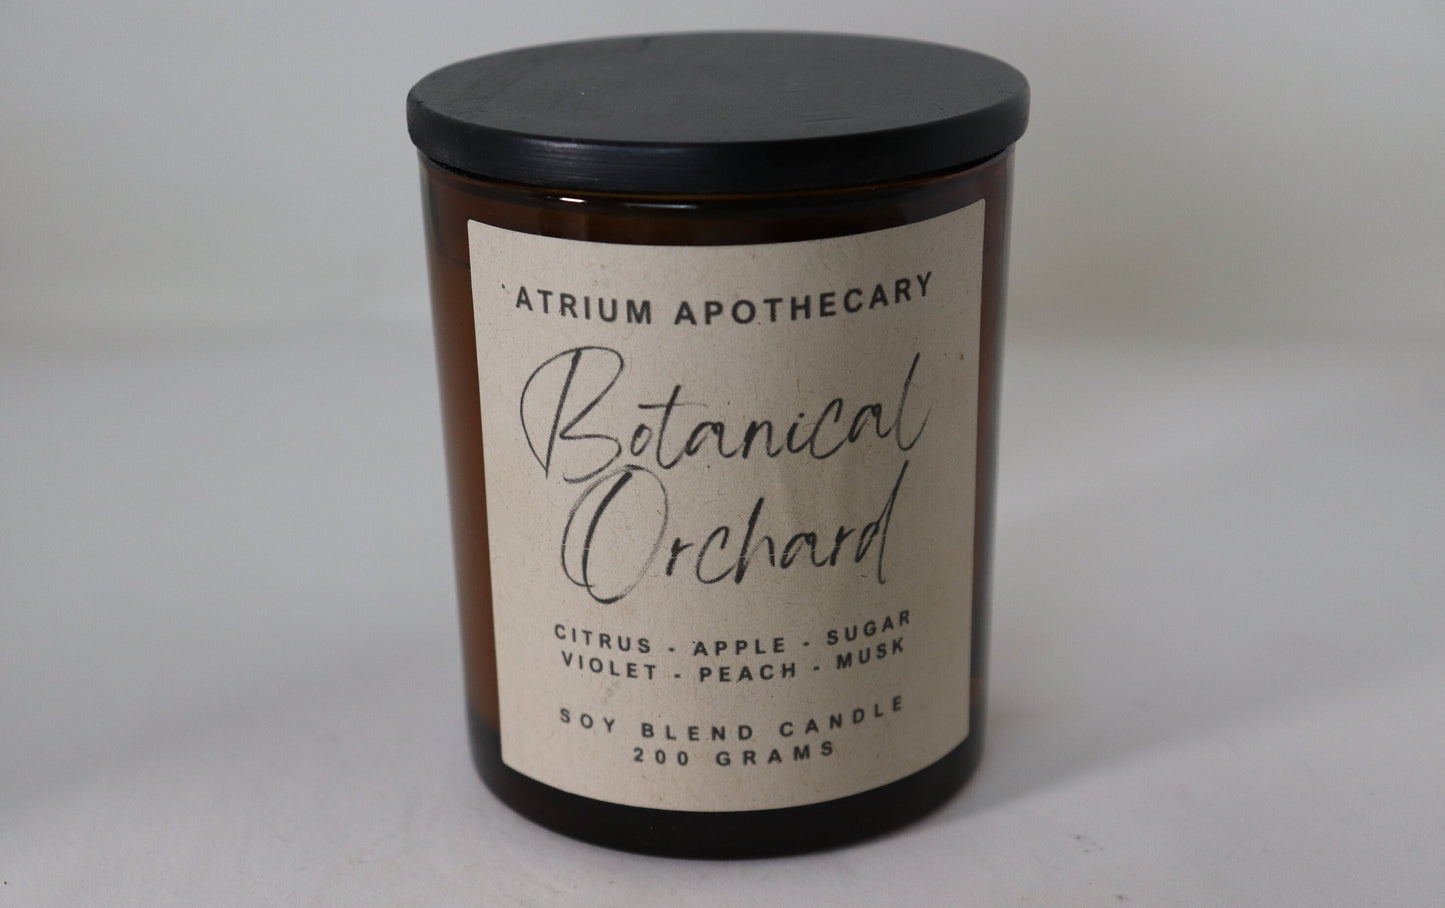 ATRIUM APOTHECARY
Botanical
Orchard
CITRUS - APPLE - SUGAR
VIOLET - PEACH - MUSK
SOY BLEND CANDLE
200 GRAMS